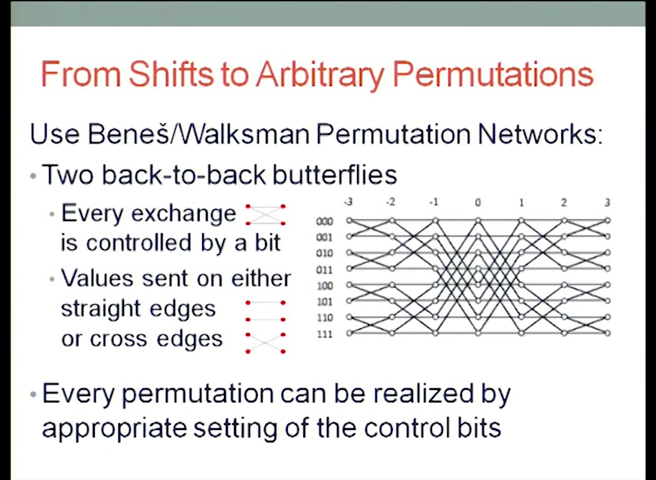 From Shifts to Arbitrary Permutations
Use Beneš/Walksman Permutation Networks:
• Two back-to-back butterflies
• Every exchange
is controlled by a bit
• Values sent on either
straight edges
or cross edges
-3 -2 -1 0 1 2 3
000
001
010
011
100
101
110
111
• Every permutation can be realized by
appropriate setting of the control bits